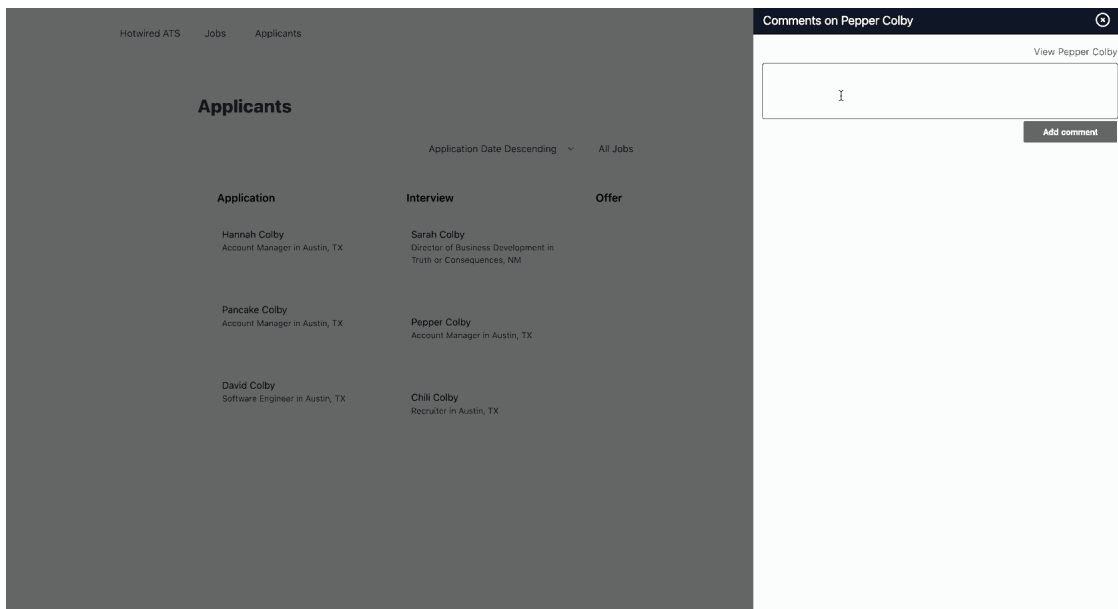 Hotwired ATS Jobs Applicants
Applicants
Application Date Descending All Jobs
Application
Hannah Colby
Account Manager in Austin, TX
Pancake Colby
Account Manager in Austin, TX
David Colby
Software Engineer in Austin, TX
Interview
Sarah Colby
Director of Business Development in
Truth or Consequences, NM
Pepper Colby
Account Manager in Austin, TX
Chili Colby
Recruiter in Austin, TX
Offer
Comments on Pepper Colby
View Pepper Colby
Add comment